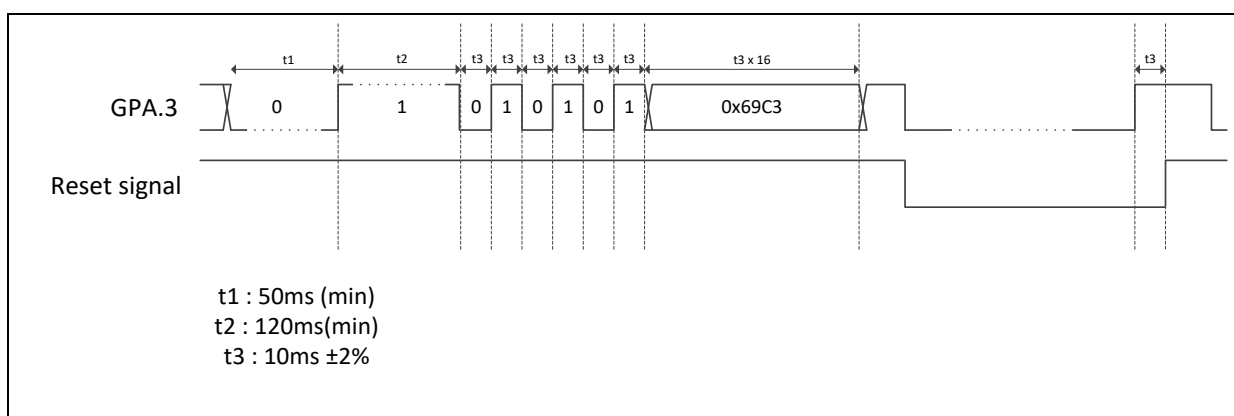 t1 t2 t3 t3 t3 t3 t3 t3 t3 x 16 t3
GPA.3 0 1 0 1 0 1 0 1 0x69C3
Reset signal
t1 : 50ms (min)
t2 : 120ms(min)
t3 : 10ms ±2%